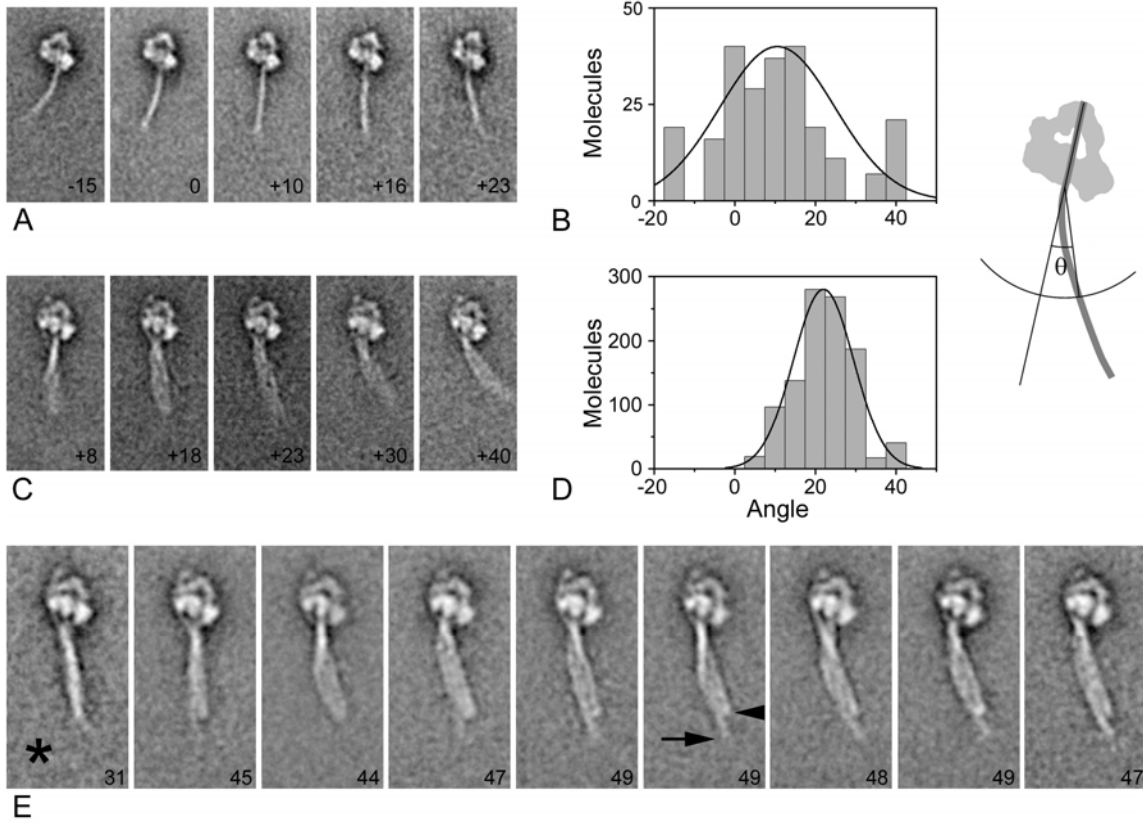 -15 0 +10 +16 +23
A
50
25
0
Molecules
-20 0 20 40
B
θ
+8 +18 +23 +30 +40
C
300
200
100
0
Molecules
-20 0 20 40
Angle
D
* 31 45 44 47 49 49 48 49 47
E